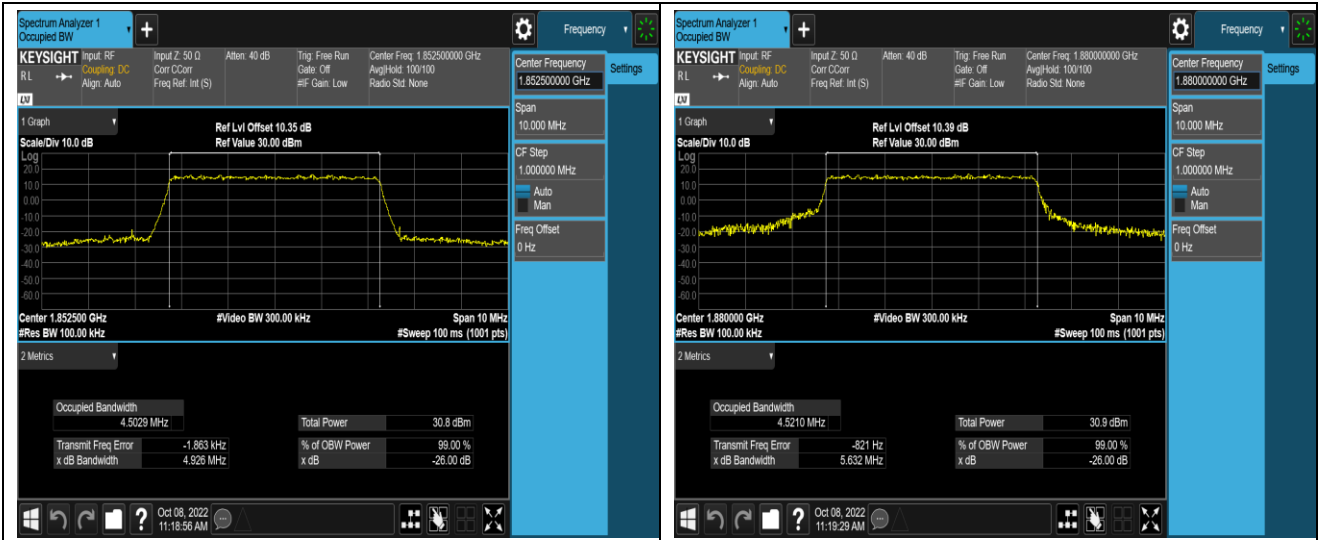 Spectrum Analyzer 1
Occupied BW
+
Frequency
KEYSIGHT
Input: RF
Coupling: DC
Align: Auto
Input Z: 50 Ω
Corr CCorr
Freq Ref: Int (S)
Atten: 40 dB
Trig: Free Run
Gate: Off
#IF Gain: Low
Center Freq: 1.852500000 GHz
Avg|Hold: 100/100
Radio Std: None
RL
LXI
Center Frequency
1.852500000 GHz
Settings
Span
10.000 MHz
CF Step
1.000000 MHz
Auto
Man
Freq Offset
0 Hz
1 Graph
Scale/Div 10.0 dB
Ref Lvl Offset 10.35 dB
Ref Value 30.00 dBm
Log
20.0
10.0
0.00
-10.0
-20.0
-30.0
-40.0
-50.0
-60.0
Center 1.852500 GHz
#Res BW 100.00 kHz
#Video BW 300.00 kHz
Span 10 MHz
#Sweep 100 ms (1001 pts)
2 Metrics
Occupied Bandwidth
4.5029 MHz
Total Power 30.8 dBm
Transmit Freq Error -1.863 kHz
% of OBW Power 99.00 %
x dB Bandwidth 4.926 MHz
x dB -26.00 dB
?
Oct 08, 2022
11:18:56 AM
Spectrum Analyzer 1
Occupied BW
+
Frequency
KEYSIGHT
Input: RF
Coupling: DC
Align: Auto
Input Z: 50 Ω
Corr CCorr
Freq Ref: Int (S)
Atten: 40 dB
Trig: Free Run
Gate: Off
#IF Gain: Low
Center Freq: 1.880000000 GHz
Avg|Hold: 100/100
Radio Std: None
RL
LXI
Center Frequency
1.880000000 GHz
Settings
Span
10.000 MHz
CF Step
1.000000 MHz
Auto
Man
Freq Offset
0 Hz
1 Graph
Scale/Div 10.0 dB
Ref Lvl Offset 10.39 dB
Ref Value 30.00 dBm
Log
20.0
10.0
0.00
-10.0
-20.0
-30.0
-40.0
-50.0
-60.0
Center 1.880000 GHz
#Res BW 100.00 kHz
#Video BW 300.00 kHz
Span 10 MHz
#Sweep 100 ms (1001 pts)
2 Metrics
Occupied Bandwidth
4.5210 MHz
Total Power 30.9 dBm
Transmit Freq Error -821 Hz
% of OBW Power 99.00 %
x dB Bandwidth 5.632 MHz
x dB -26.00 dB
?
Oct 08, 2022
11:19:29 AM